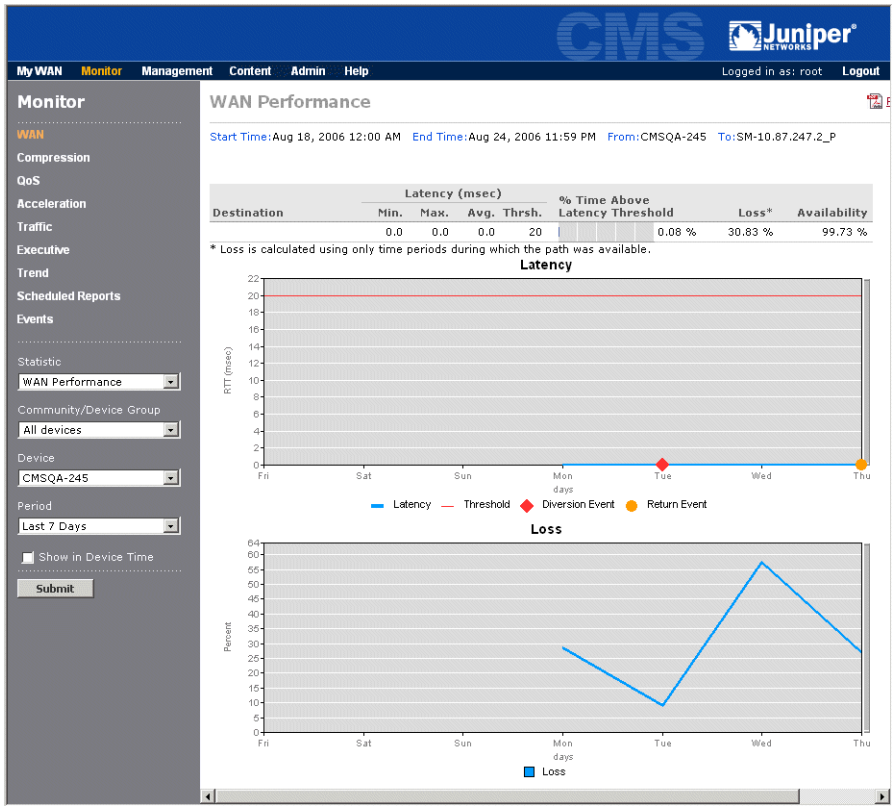 CMS
Juniper®
NETWORKS
My WAN Monitor Management Content Admin Help Logged in as: root Logout
Monitor
WAN
Compression
QoS
Acceleration
Traffic
Executive
Trend
Scheduled Reports
Events
Statistic
WAN Performance
Community/Device Group
All devices
Device
CMSQA-245
Period
Last 7 Days
Show in Device Time
Submit
WAN Performance
Start Time:Aug 18, 2006 12:00 AM End Time:Aug 24, 2006 11:59 PM From:CMSQA-245 To:SM-10.87.247.2_P
Latency (msec)
% Time Above
Destination Min. Max. Avg. Thrsh. Latency Threshold Loss* Availability
0.0 0.0 0.0 20 0.08 % 30.83 % 99.73 %
* Loss is calculated using only time periods during which the path was available.
Latency
22
20
18
16
14
12
10
8
6
4
2
0
RTT (msec)
Fri Sat Sun Mon Tue Wed Thu
days
Latency Threshold Diversion Event Return Event
Loss
64
60
55
50
45
40
35
30
25
20
15
10
5
0
Percent
Fri Sat Sun Mon Tue Wed Thu
days
Loss